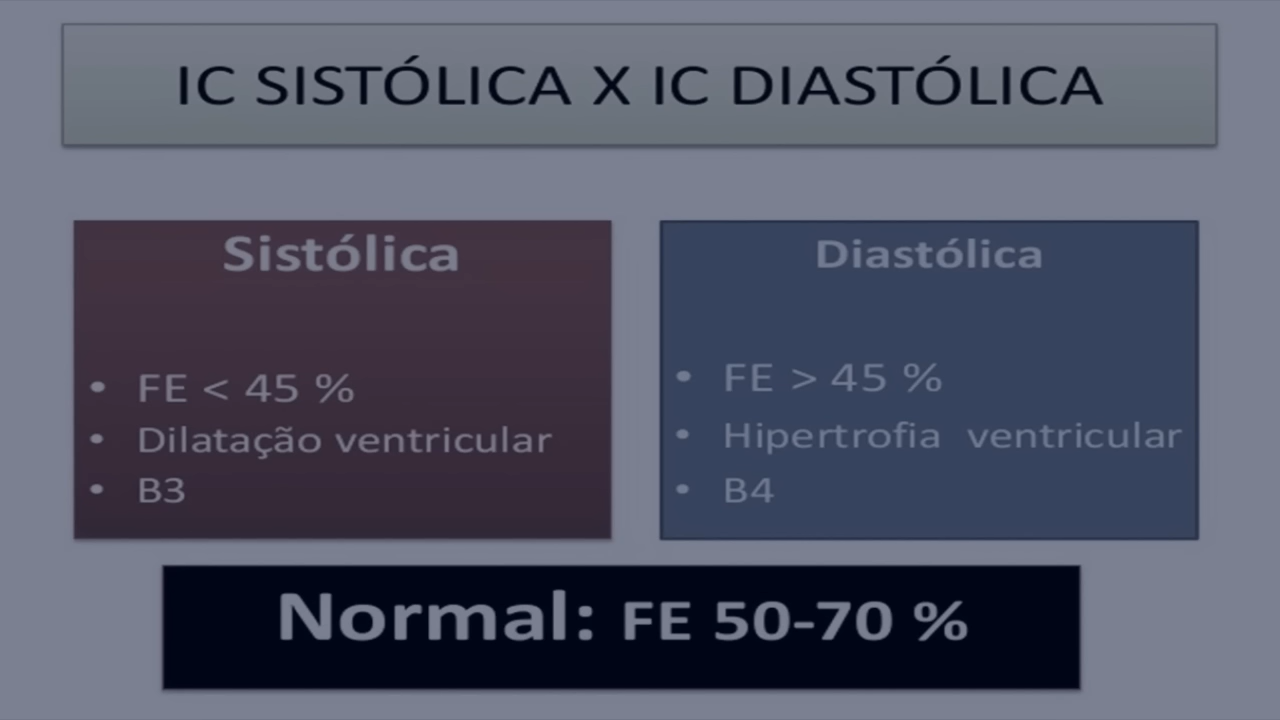 IC SISTÓLICA X IC DIASTÓLICA
Sistólica
• FE < 45 %
• Dilatação ventricular
• B3
Diastólica
• FE > 45 %
• Hipertrofia ventricular
• B4
Normal: FE 50-70 %